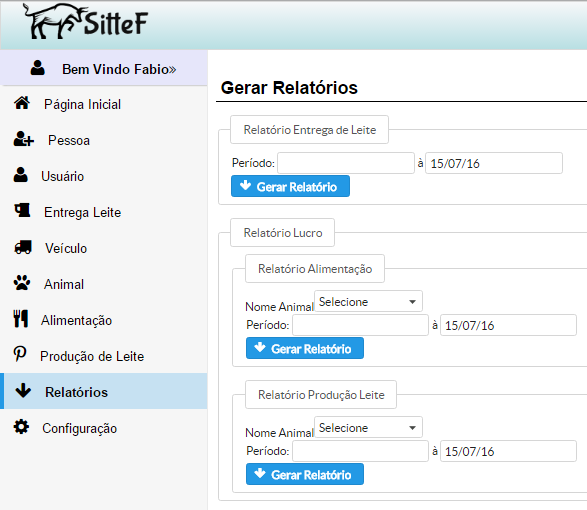 SitteF
Bem Vindo Fabio»
Página Inicial
Pessoa
Usuário
Entrega Leite
Veículo
Animal
Alimentação
Produção de Leite
Relatórios
Configuração
Gerar Relatórios
Relatório Entrega de Leite
Período: à 15/07/16
Gerar Relatório
Relatório Lucro
Relatório Alimentação
Nome Animal Selecione
Período: à 15/07/16
Gerar Relatório
Relatório Produção Leite
Nome Animal Selecione
Período: à 15/07/16
Gerar Relatório